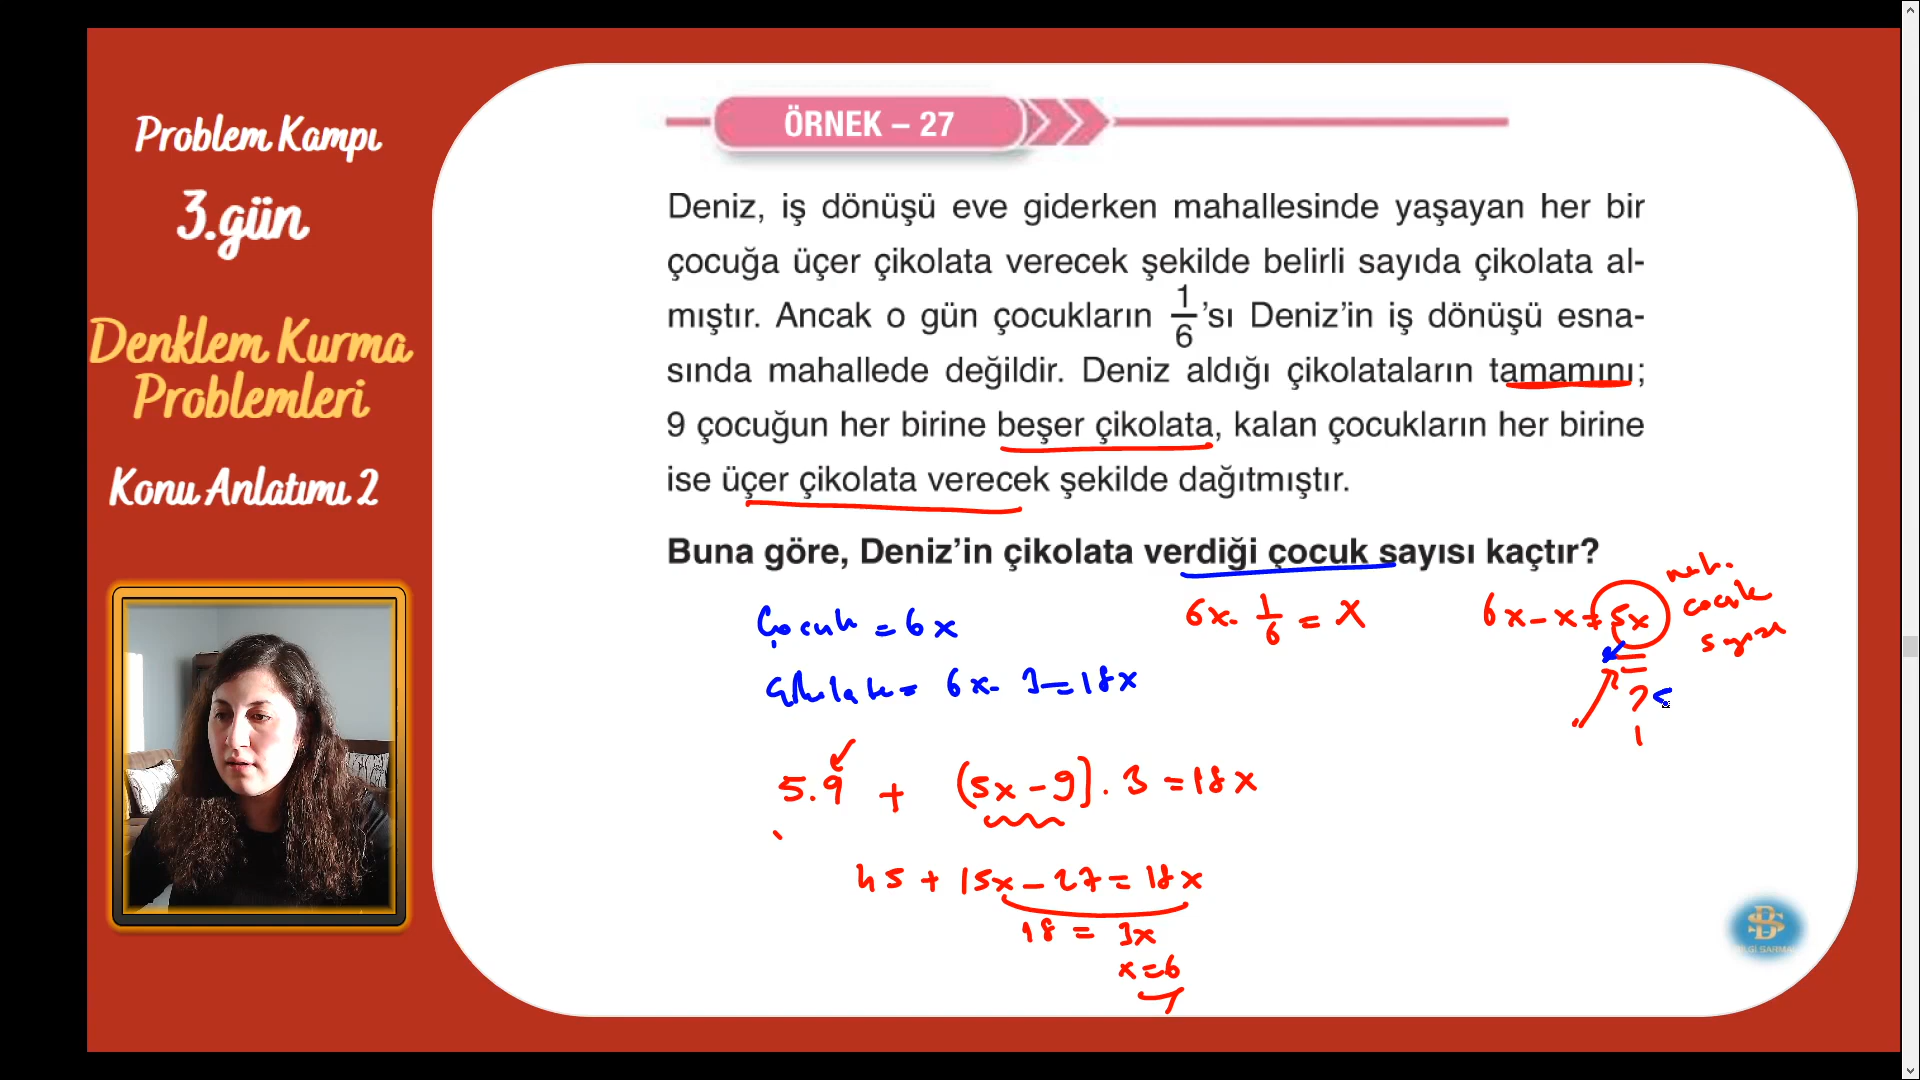 Problem Kampı
3.gün
Denklem Kurma
Problemleri
Konu Anlatımı 2
ÖRNEK – 27
Deniz, iş dönüşü eve giderken mahallesinde yaşayan her bir
çocuğa üçer çikolata verecek şekilde belirli sayıda çikolata al-
mıştır. Ancak o gün çocukların 1/6 'sı Deniz'in iş dönüşü esna-
sında mahallede değildir. Deniz aldığı çikolataların tamamını;
9 çocuğun her birine beşer çikolata, kalan çocukların her birine
ise üçer çikolata verecek şekilde dağıtmıştır.
Buna göre, Deniz'in çikolata verdiği çocuk sayısı kaçtır?
Çocuk = 6x
6x · 1/6 = x
6x - x = 5x
mah. çocuk sayısı
Çikolata = 6x · 3 = 18x
?
5.9 + (5x - 9) . 3 = 18x
45 + 15x - 27 = 18x
18 = 3x
x = 6
BİLGİ SARMAL